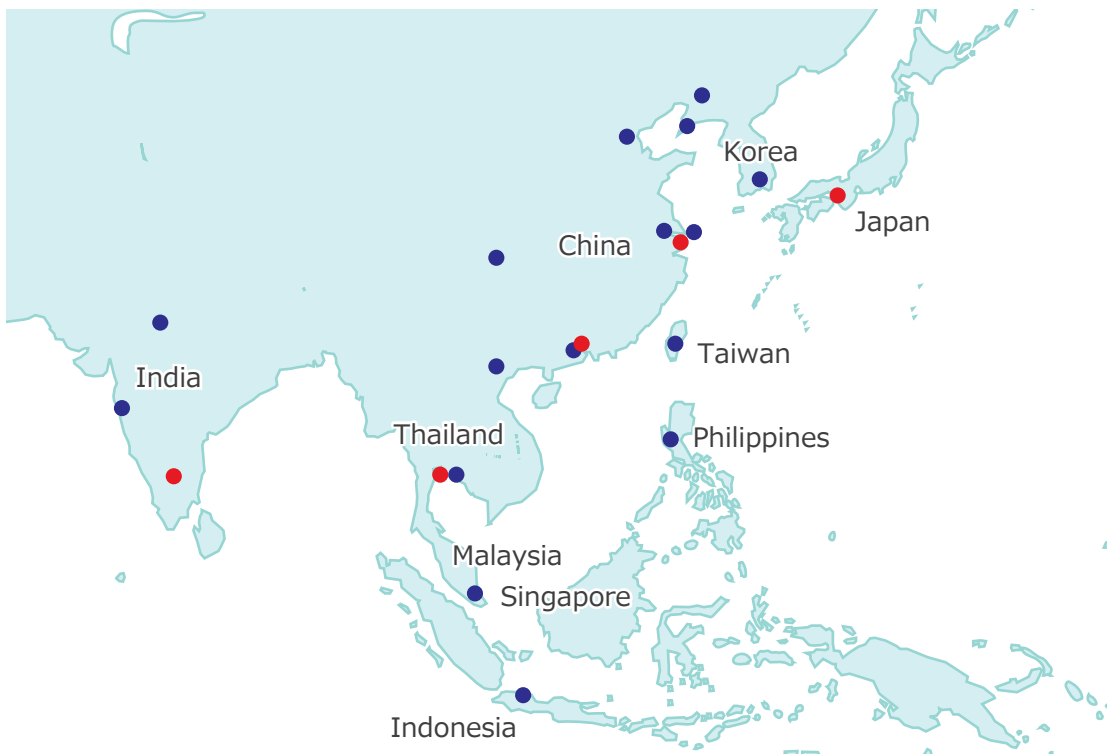 Korea
Japan
China
Taiwan
India
Thailand
Philippines
Malaysia
Singapore
Indonesia